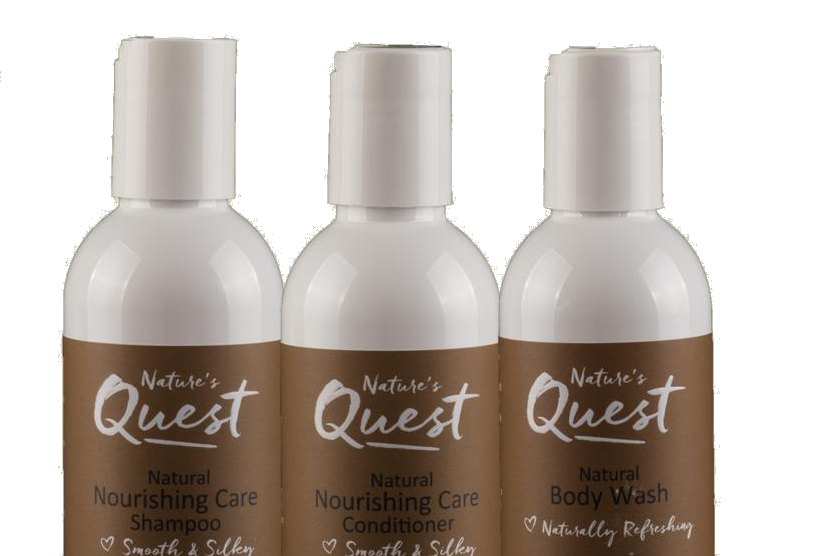 Nature's
Quest
Natural
Nourishing Care
Shampoo
♡ Smooth & Silky
Nature's
Quest
Natural
Nourishing Care
Conditioner
♡ Smooth & Silky
Nature's
Quest
Natural
Body Wash
♡ Naturally Refreshing